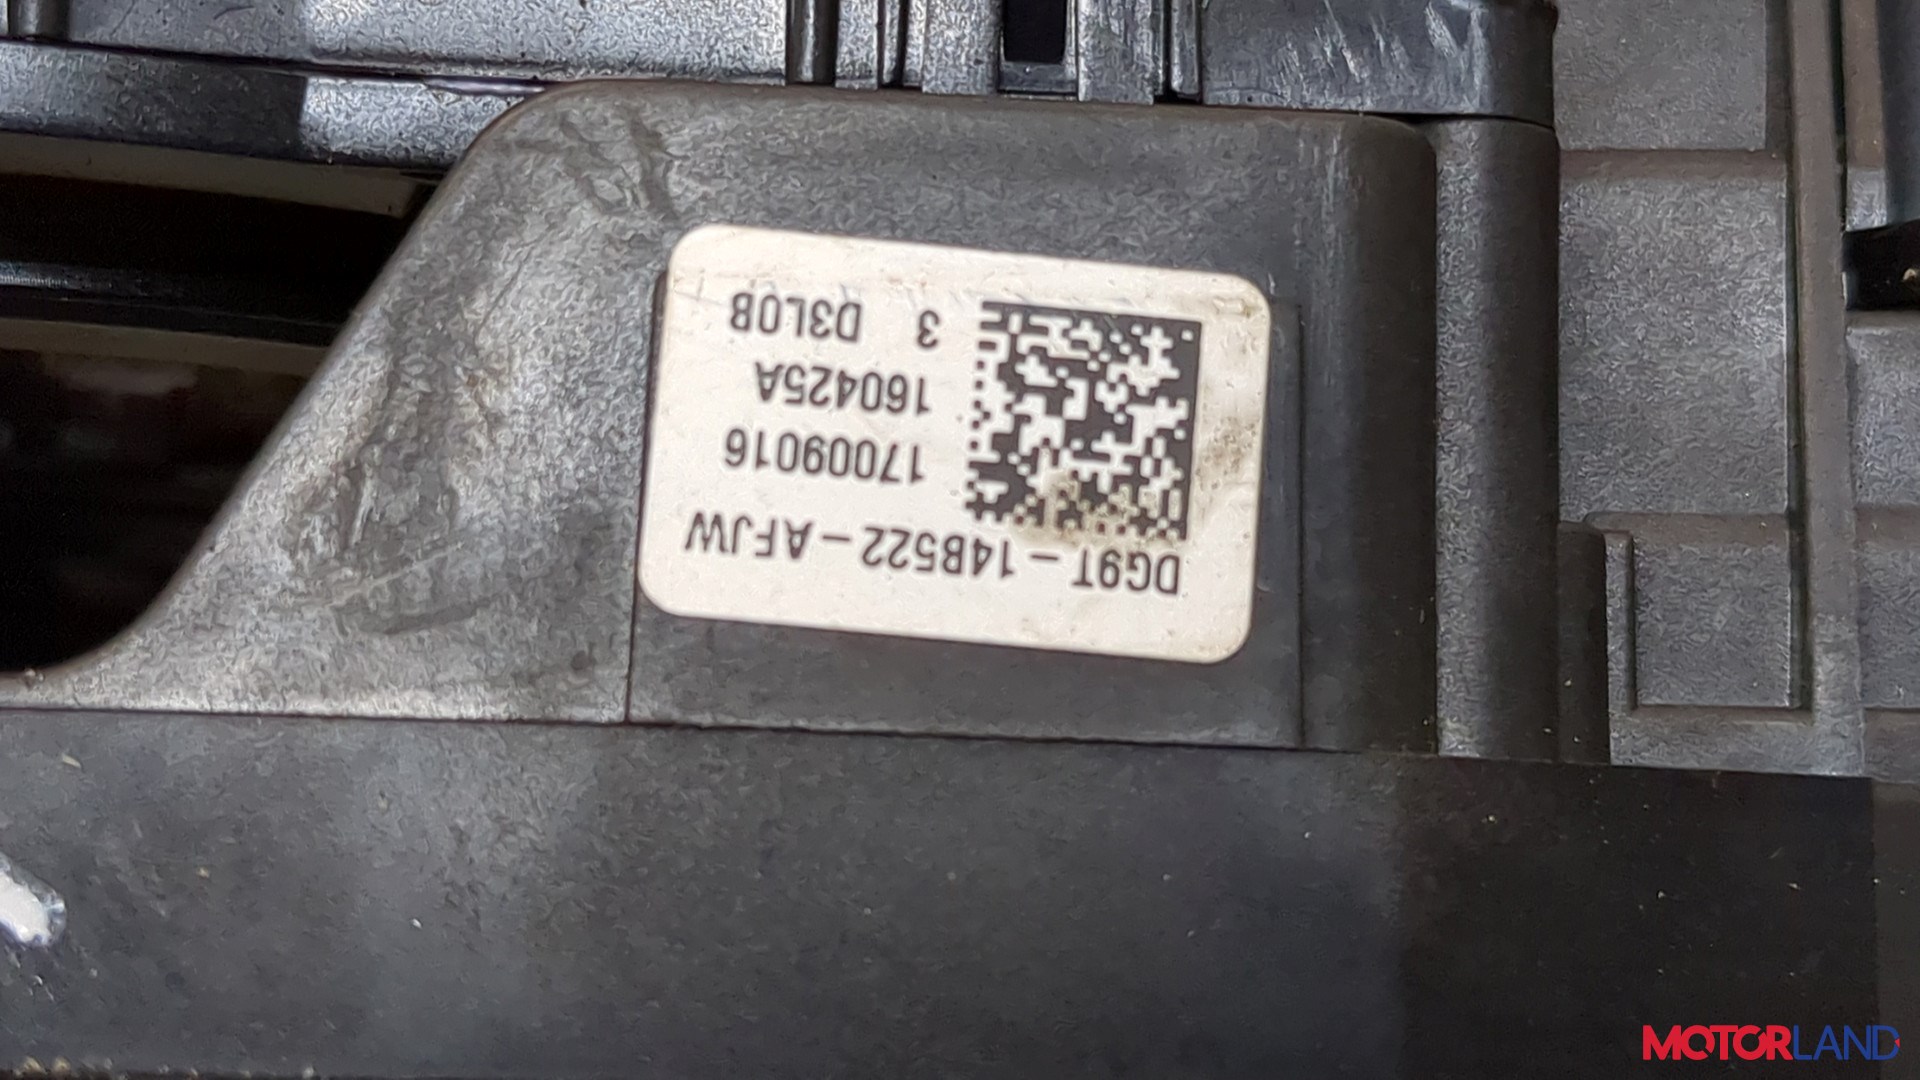 DG9T-14B522-AFJW
17009016
160425A
3 D3L0B
MOTORLAND